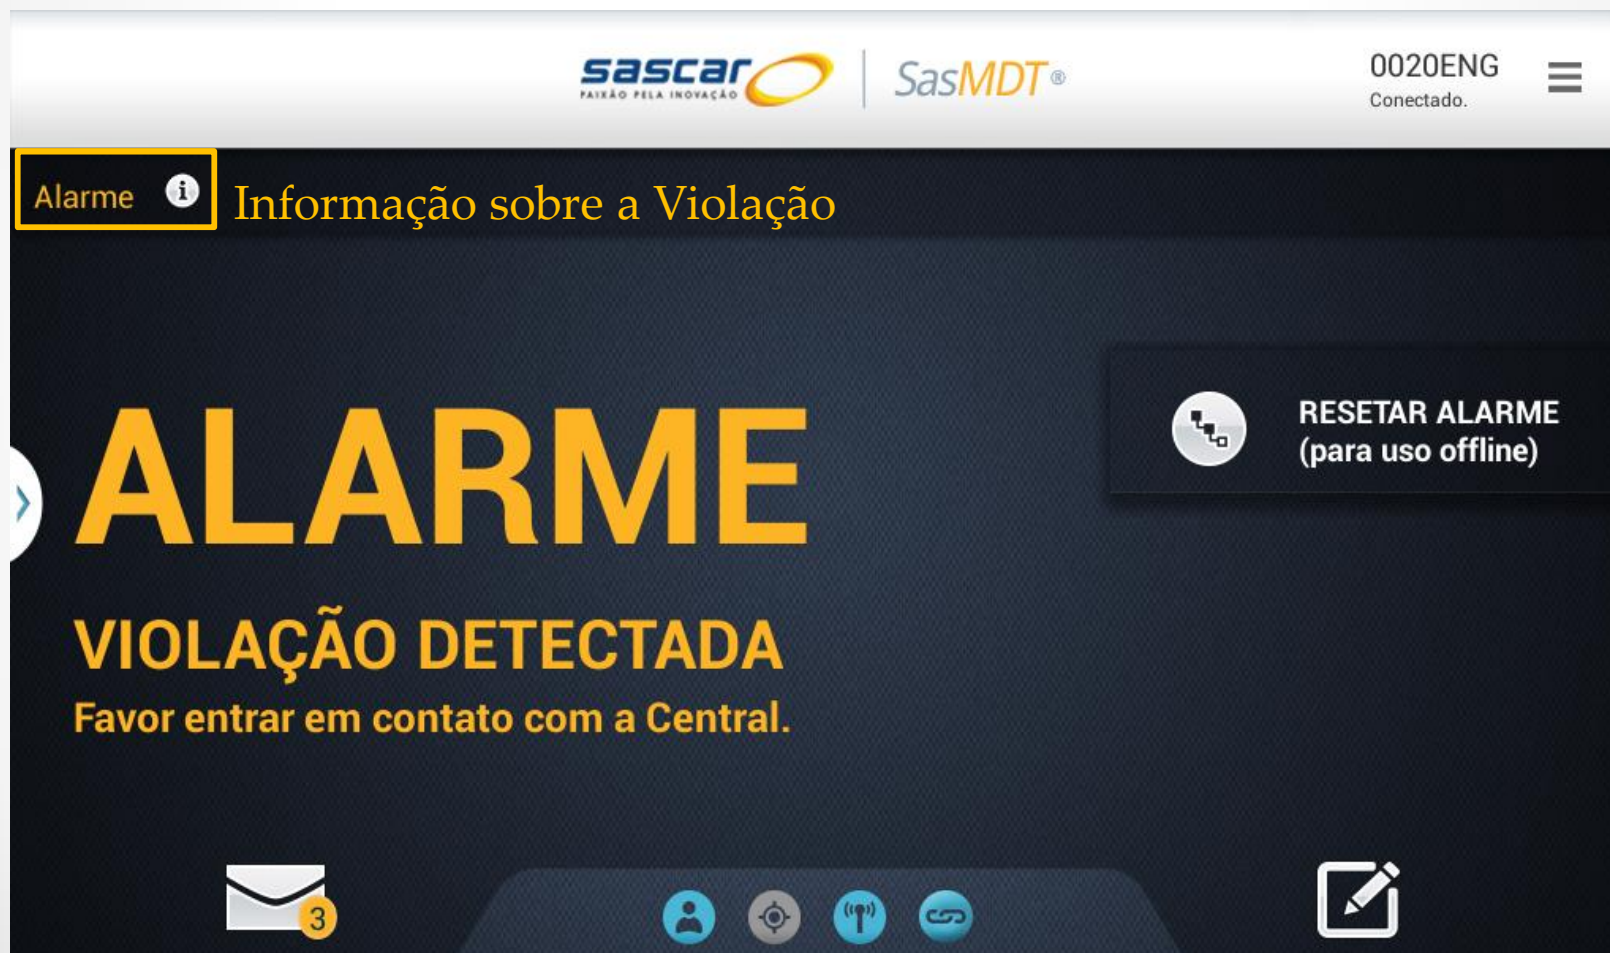 sascar
PAIXÃO PELA INOVAÇÃO
SasMDT®
0020ENG
Conectado.
Alarme i
Informação sobre a Violação
ALARME
RESETAR ALARME
(para uso offline)
VIOLAÇÃO DETECTADA
Favor entrar em contato com a Central.
3